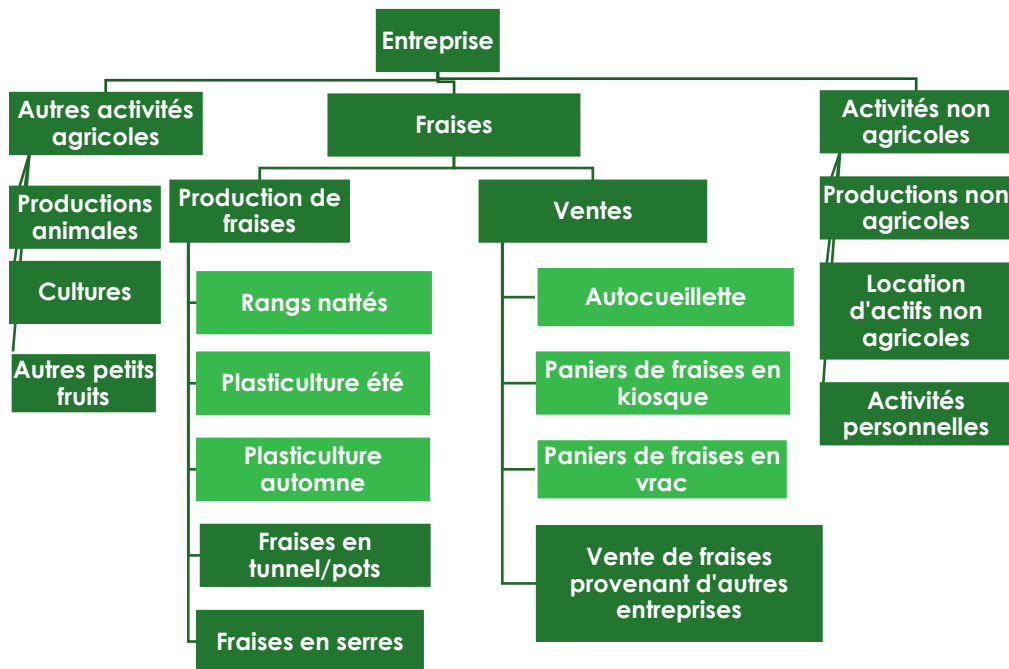 Entreprise
Autres activités
agricoles
Fraises
Activités non
agricoles
Productions
animales
Cultures
Autres petits
fruits
Production de
fraises
Rangs nattés
Plasticulture été
Plasticulture
automne
Fraises en
tunnel/pots
Fraises en serres
Ventes
Autocueillette
Paniers de fraises en
kiosque
Paniers de fraises en
vrac
Vente de fraises
provenant d'autres
entreprises
Productions non
agricoles
Location
d'actifs non
agricoles
Activités
personnelles